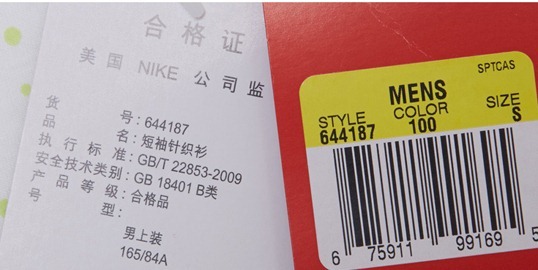 合格证
美国 NIKE 公司监
货号:644187
品名:短袖针织衫
执行标准:GB/T 22853-2009
安全技术类别:GB 18401 B类
产品等级:合格品
号型:
男上装
165/84A
SPTCAS
MENS
STYLE COLOR SIZE
644187 100 S
6 75911 99169 5